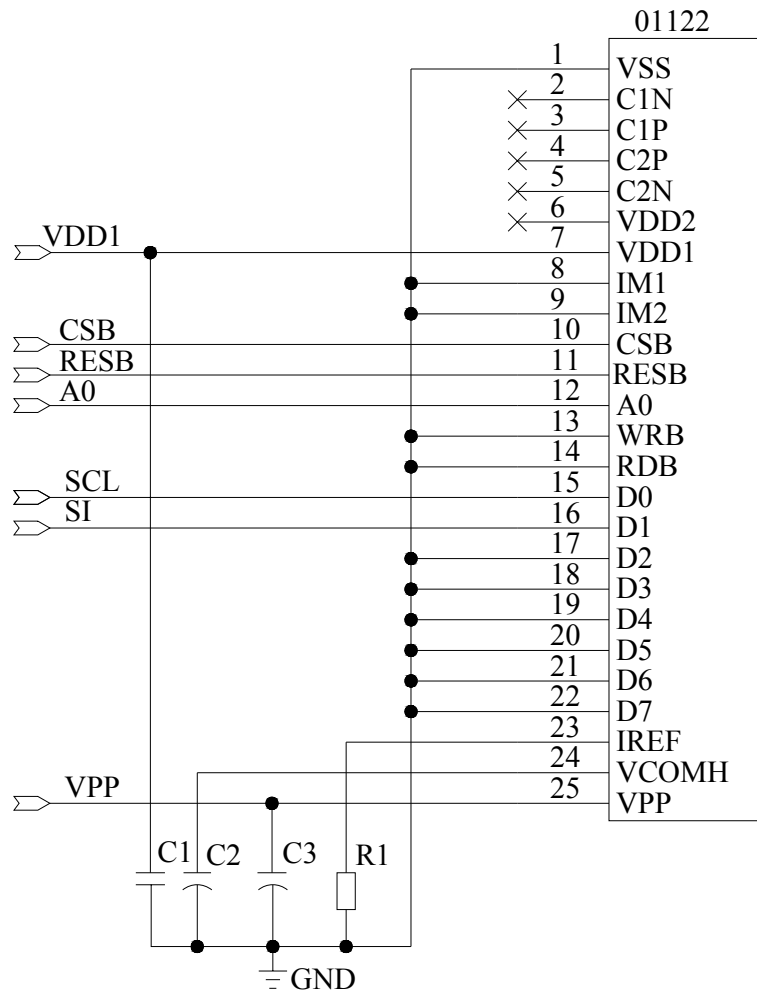 01122
1 VSS
2 C1N
3 C1P
4 C2P
5 C2N
6 VDD2
VDD1 7 VDD1
8 IM1
9 IM2
CSB 10 CSB
RESB 11 RESB
A0 12 A0
13 WRB
14 RDB
SCL 15 D0
SI 16 D1
17 D2
18 D3
19 D4
20 D5
21 D6
22 D7
23 IREF
24 VCOMH
VPP 25 VPP
C1 C2 C3 R1
GND